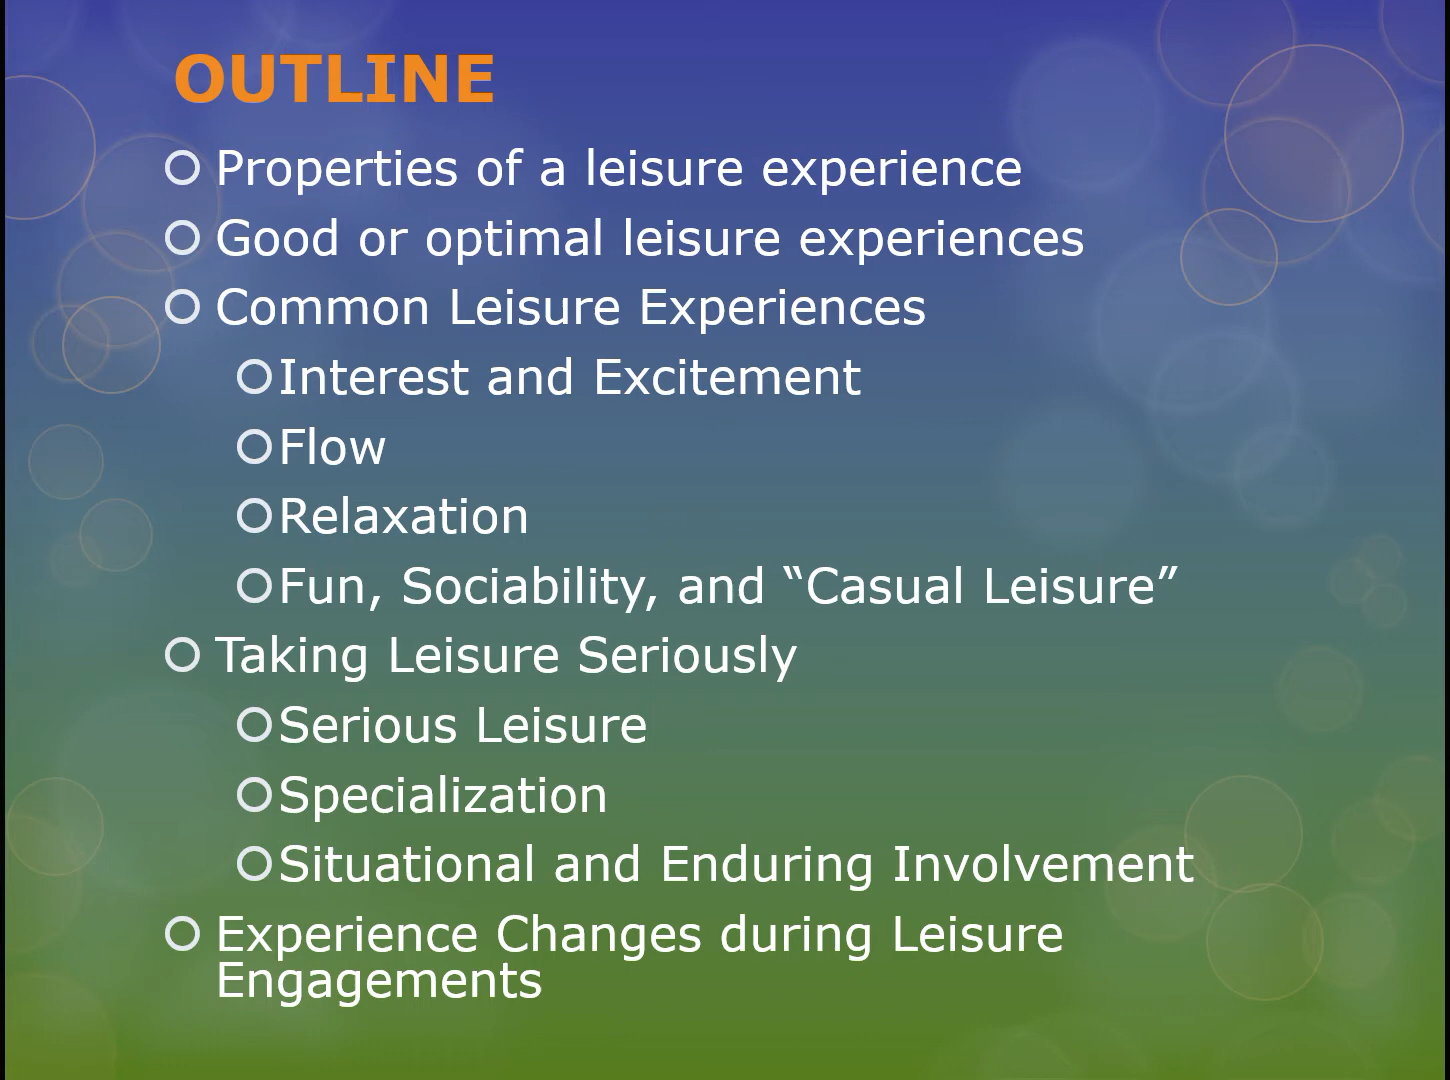 OUTLINE
Properties of a leisure experience
Good or optimal leisure experiences
Common Leisure Experiences
Interest and Excitement
Flow
Relaxation
Fun, Sociability, and “Casual Leisure”
Taking Leisure Seriously
Serious Leisure
Specialization
Situational and Enduring Involvement
Experience Changes during Leisure
Engagements